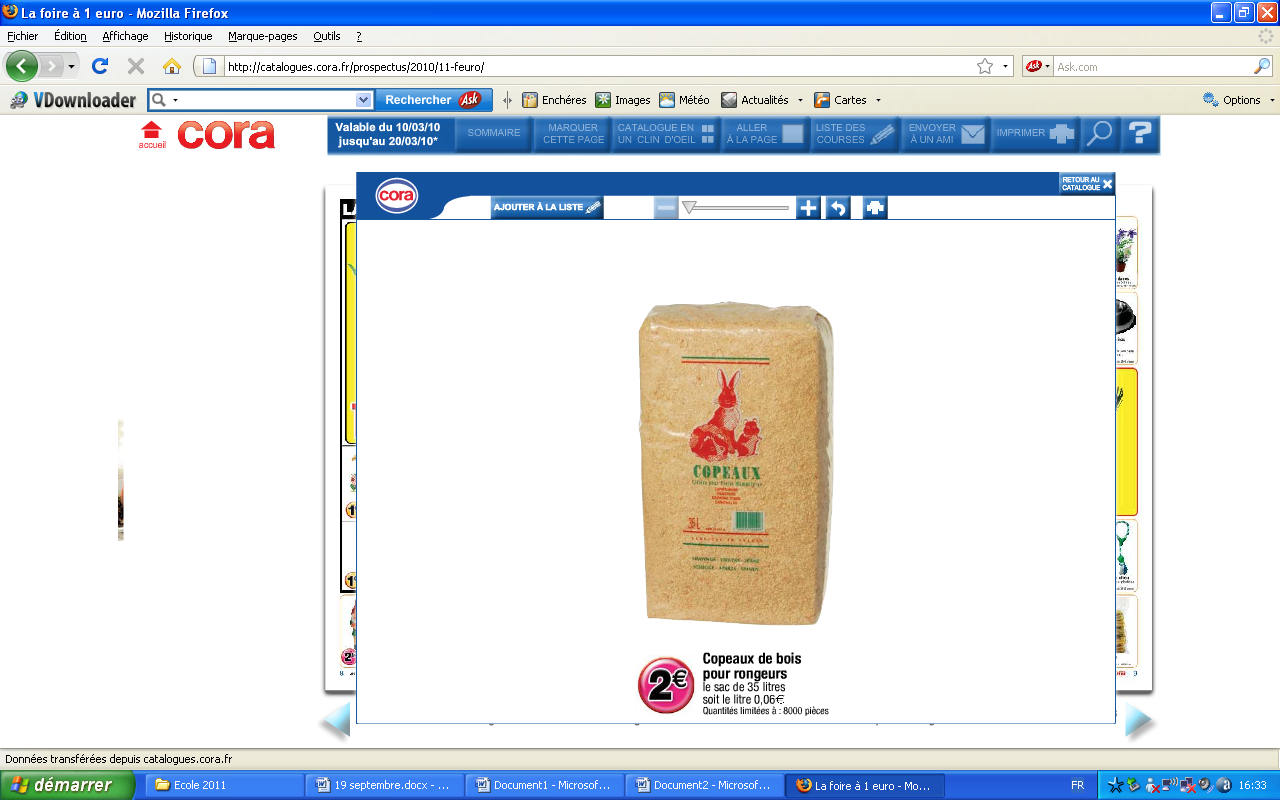 La foire à 1 euro - Mozilla Firefox
Fichier Édition Affichage Historique Marque-pages Outils ?
http://catalogues.cora.fr/prospectus/2010/11-feuro/
Ask Ask.com
VDownloader Rechercher Ask Enchères Images Météo Actualités Cartes Options
accueil cora
Valable du 10/03/10
jusqu'au 20/03/10*
SOMMAIRE
MARQUER
CETTE PAGE
CATALOGUE EN
UN CLIN D'OEIL
ALLER
À LA PAGE
LISTE DES
COURSES
ENVOYER
À UN AMI
IMPRIMER
?
cora
RETOUR AU
CATALOGUE
AJOUTER À LA LISTE
COPEAUX
35L
2€
Copeaux de bois
pour rongeurs
le sac de 35 litres
soit le litre 0,06€
Quantités limitées à : 8000 pièces
Données transférées depuis catalogues.cora.fr
démarrer
Ecole 2011
19 septembre.docx - ...
Document1 - Microsof...
Document2 - Microsof...
La foire à 1 euro - Mo...
FR
16:33